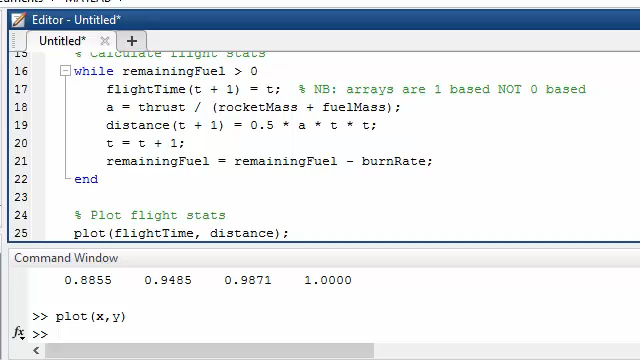 Editor - Untitled*
Untitled*
15 % Calculate flight stats
16 while remainingFuel > 0
17 flightTime(t + 1) = t; % NB: arrays are 1 based NOT 0 based
18 a = thrust / (rocketMass + fuelMass);
19 distance(t + 1) = 0.5 * a * t * t;
20 t = t + 1;
21 remainingFuel = remainingFuel - burnRate;
22 end
23
24 % Plot flight stats
25 plot(flightTime, distance);
Command Window
0.8855 0.9485 0.9871 1.0000
>> plot(x,y)
fx >>